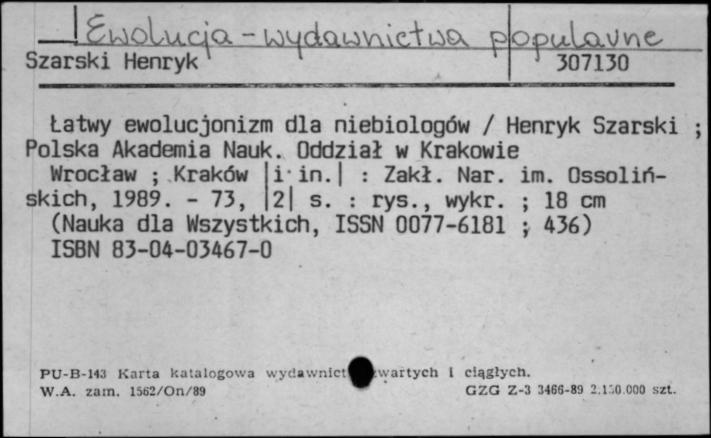 Ewolucja - wydawnictwa popularne
Szarski Henryk 307130
Łatwy ewolucjonizm dla niebiologów / Henryk Szarski ;
Polska Akademia Nauk. Oddział w Krakowie
Wrocław ; Kraków |i in.| : Zakł. Nar. im. Ossoliń-
skich, 1989. - 73, |2| s. : rys., wykr. ; 18 cm
(Nauka dla Wszystkich, ISSN 0077-6181 ; 436)
ISBN 83-04-03467-0
PU-B-143 Karta katalogowa wydawnict wartych i ciągłych.
W.A. zam. 1562/On/89 GZG Z-3 3466-89 szt.